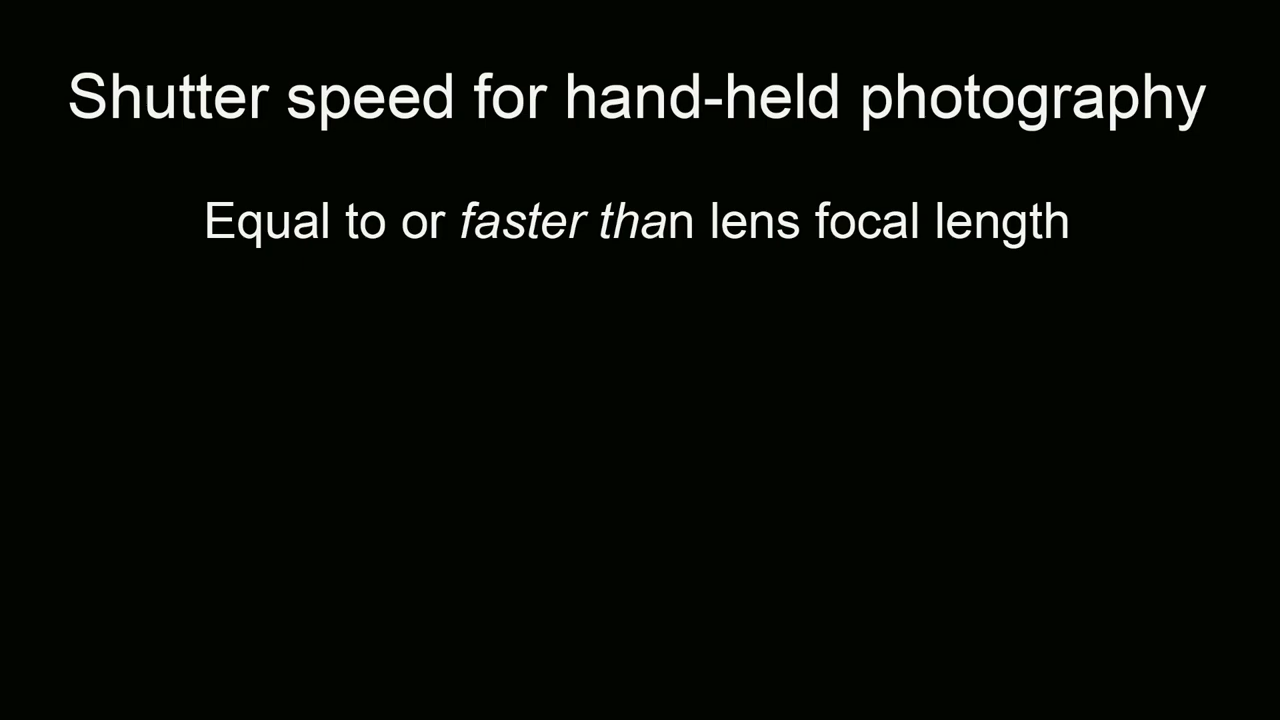 Shutter speed for hand-held photography
Equal to or faster than lens focal length